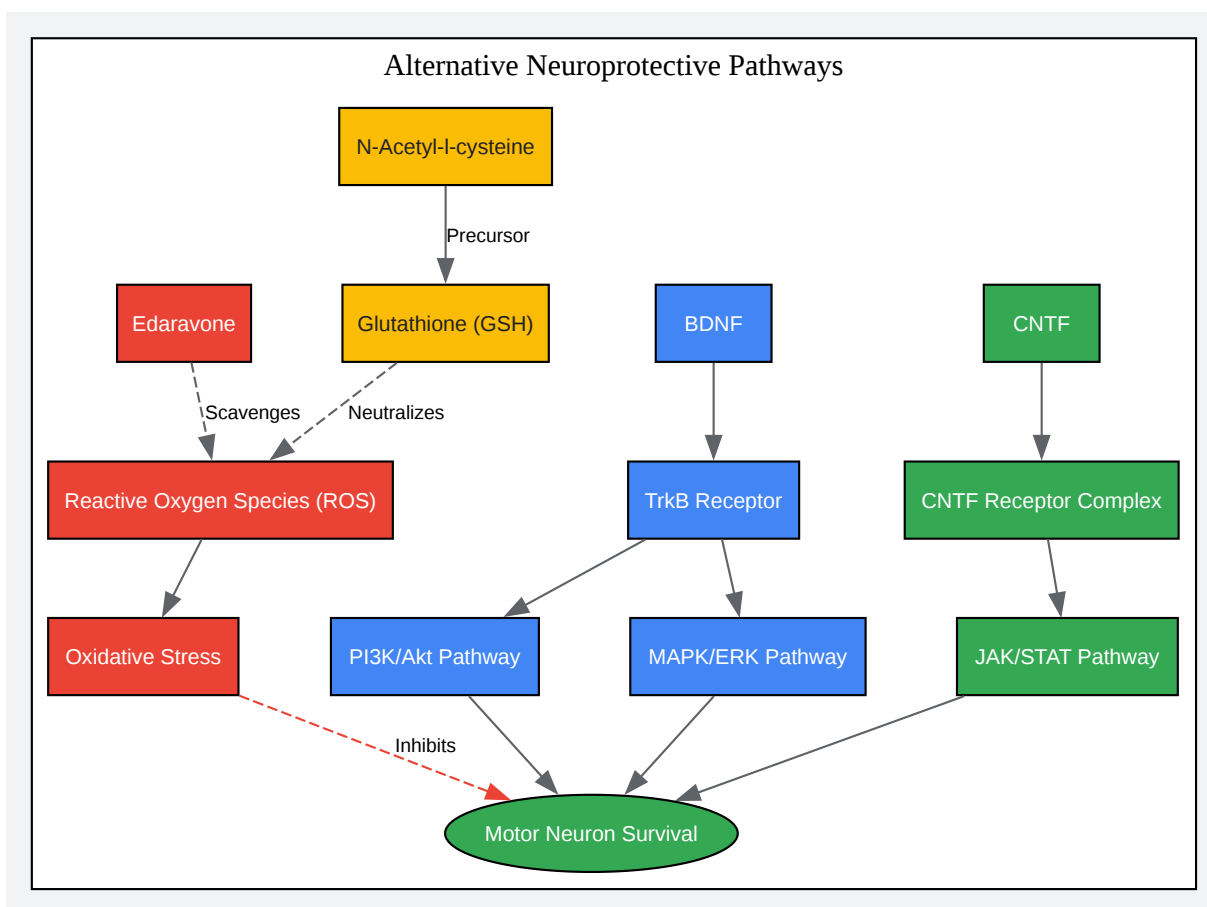 Alternative Neuroprotective Pathways
N-Acetyl-l-cysteine
Precursor
Edaravone
Glutathione (GSH)
BDNF
CNTF
Scavenges
Neutralizes
Reactive Oxygen Species (ROS)
TrkB Receptor
CNTF Receptor Complex
Oxidative Stress
PI3K/Akt Pathway
MAPK/ERK Pathway
JAK/STAT Pathway
Inhibits
Motor Neuron Survival